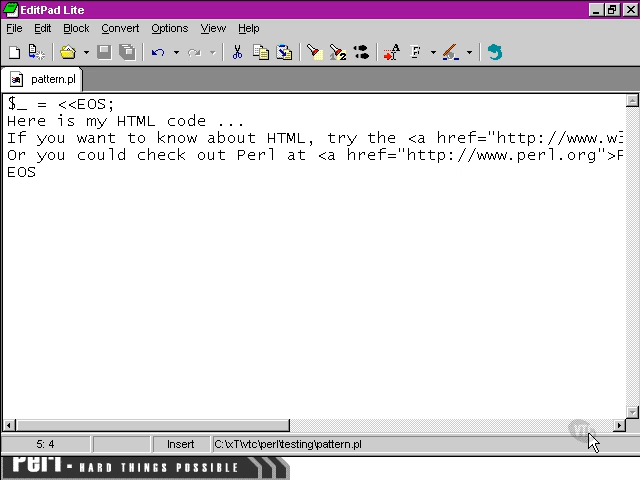 EditPad Lite
File Edit Block Convert Options View Help
pattern.pl
$_ = <<EOS;
Here is my HTML code ...
If you want to know about HTML, try the <a href="http://www.w3
Or you could check out Perl at <a href="http://www.perl.org">P
EOS
5: 4 Insert C:\xT\vtc\perl\testing\pattern.pl
Perl - HARD THINGS POSSIBLE